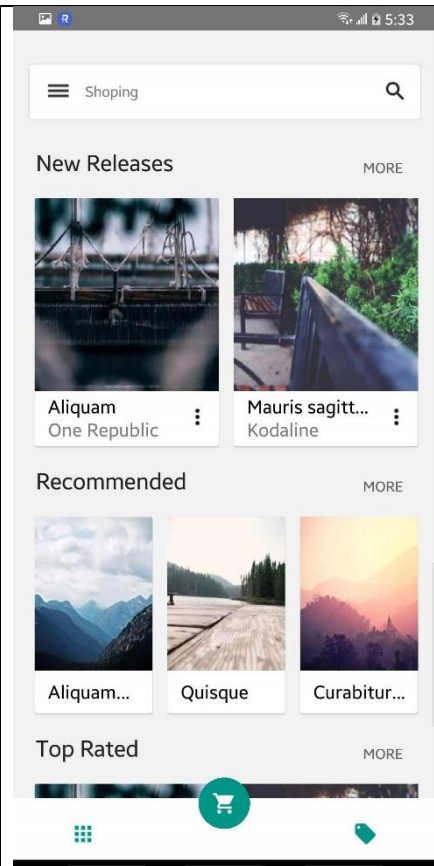 R 5:33
Shoping
New Releases MORE
Aliquam Mauris sagitt...
One Republic Kodaline
Recommended MORE
Aliquam... Quisque Curabitur...
Top Rated MORE